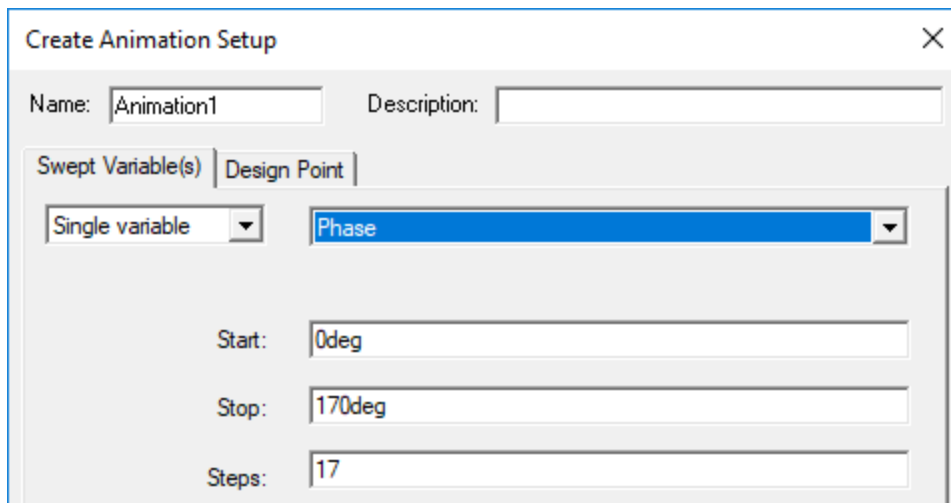 Create Animation Setup
Name: Animation1 Description:
Swept Variable(s) Design Point
Single variable Phase
Start: 0deg
Stop: 170deg
Steps: 17